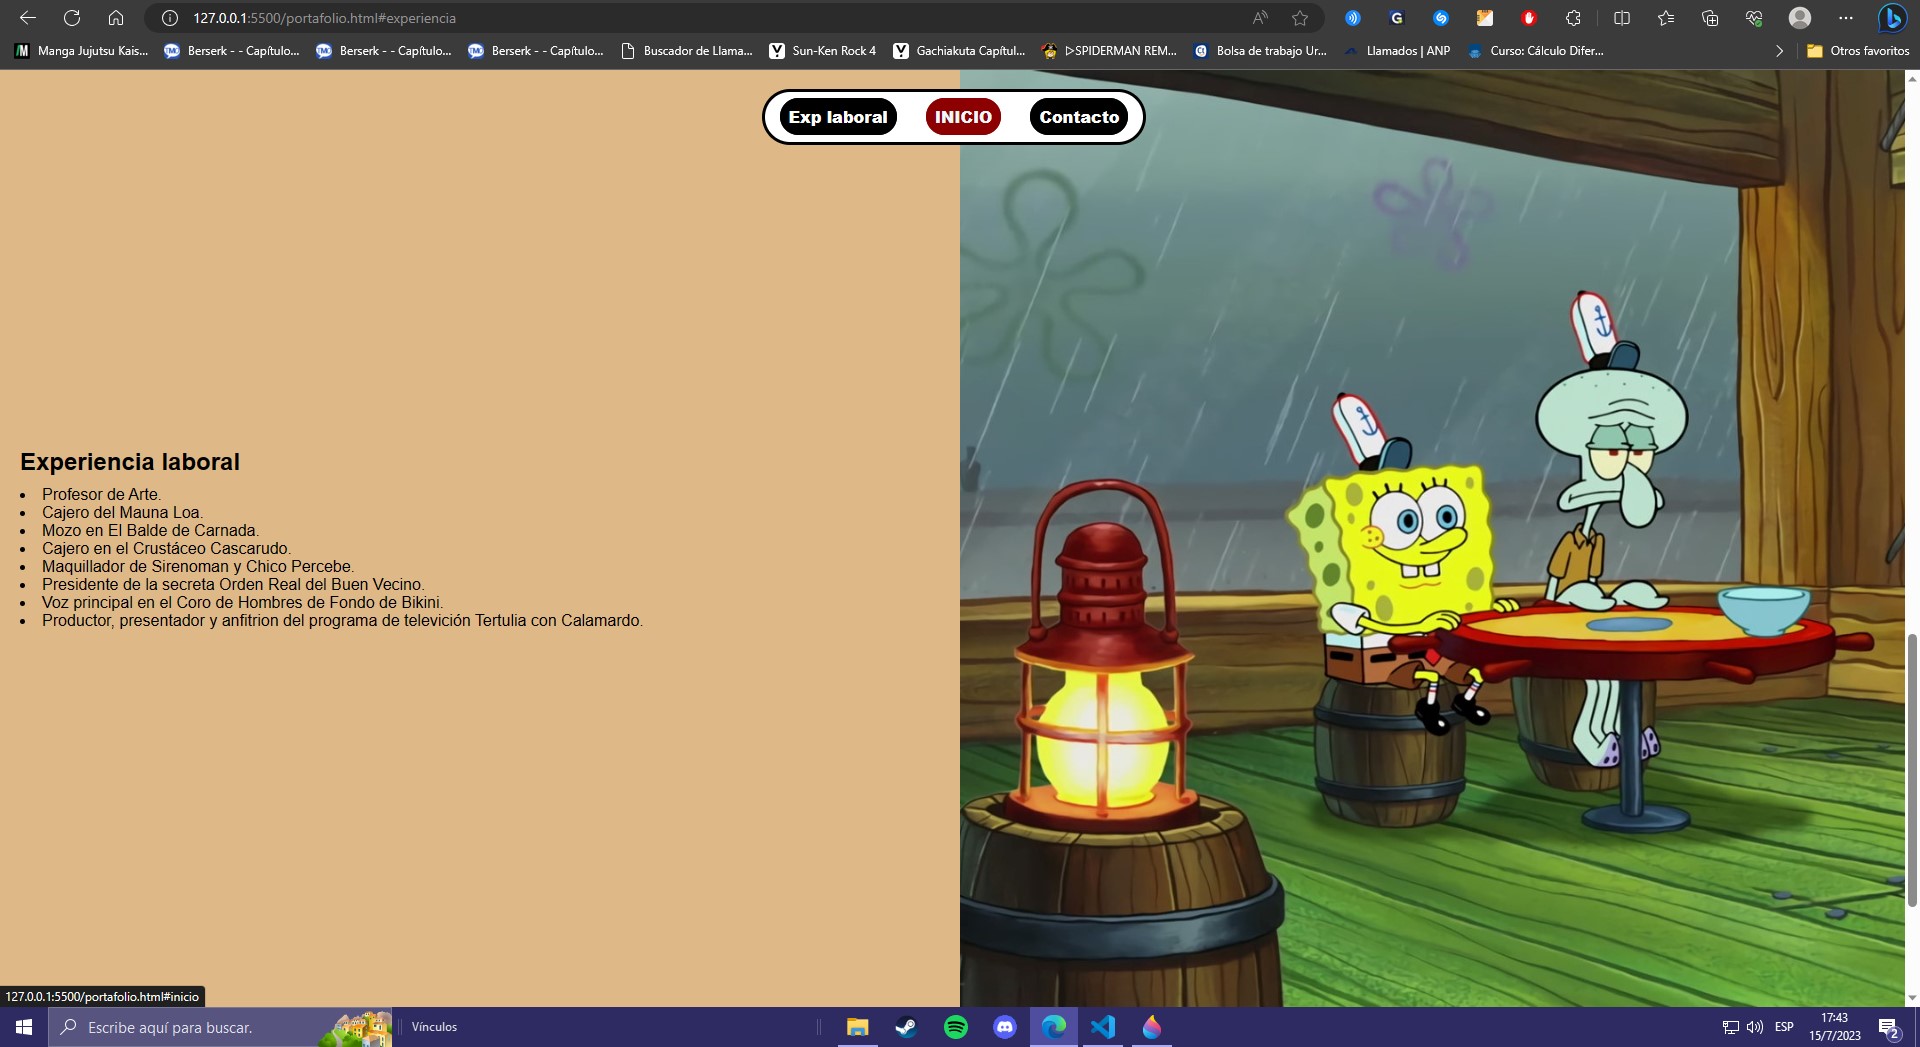 127.0.0.1:5500/portafolio.html#experiencia
Manga Jujutsu Kais... Berserk - - Capítulo... Berserk - - Capítulo... Berserk - - Capítulo... Buscador de Llama... Sun-Ken Rock 4 Gachiakuta Capítul... ▷SPIDERMAN REM... Bolsa de trabajo Ur... Llamados | ANP Curso: Cálculo Difer... Otros favoritos
Exp laboral INICIO Contacto
Experiencia laboral
• Profesor de Arte.
• Cajero del Mauna Loa.
• Mozo en El Balde de Carnada.
• Cajero en el Crustáceo Cascarudo.
• Maquillador de Sirenoman y Chico Percebe.
• Presidente de la secreta Orden Real del Buen Vecino.
• Voz principal en el Coro de Hombres de Fondo de Bikini.
• Productor, presentador y anfitrion del programa de televición Tertulia con Calamardo.
127.0.0.1:5500/portafolio.html#inicio
Escribe aquí para buscar. Vínculos ESP 17:43
15/7/2023 2